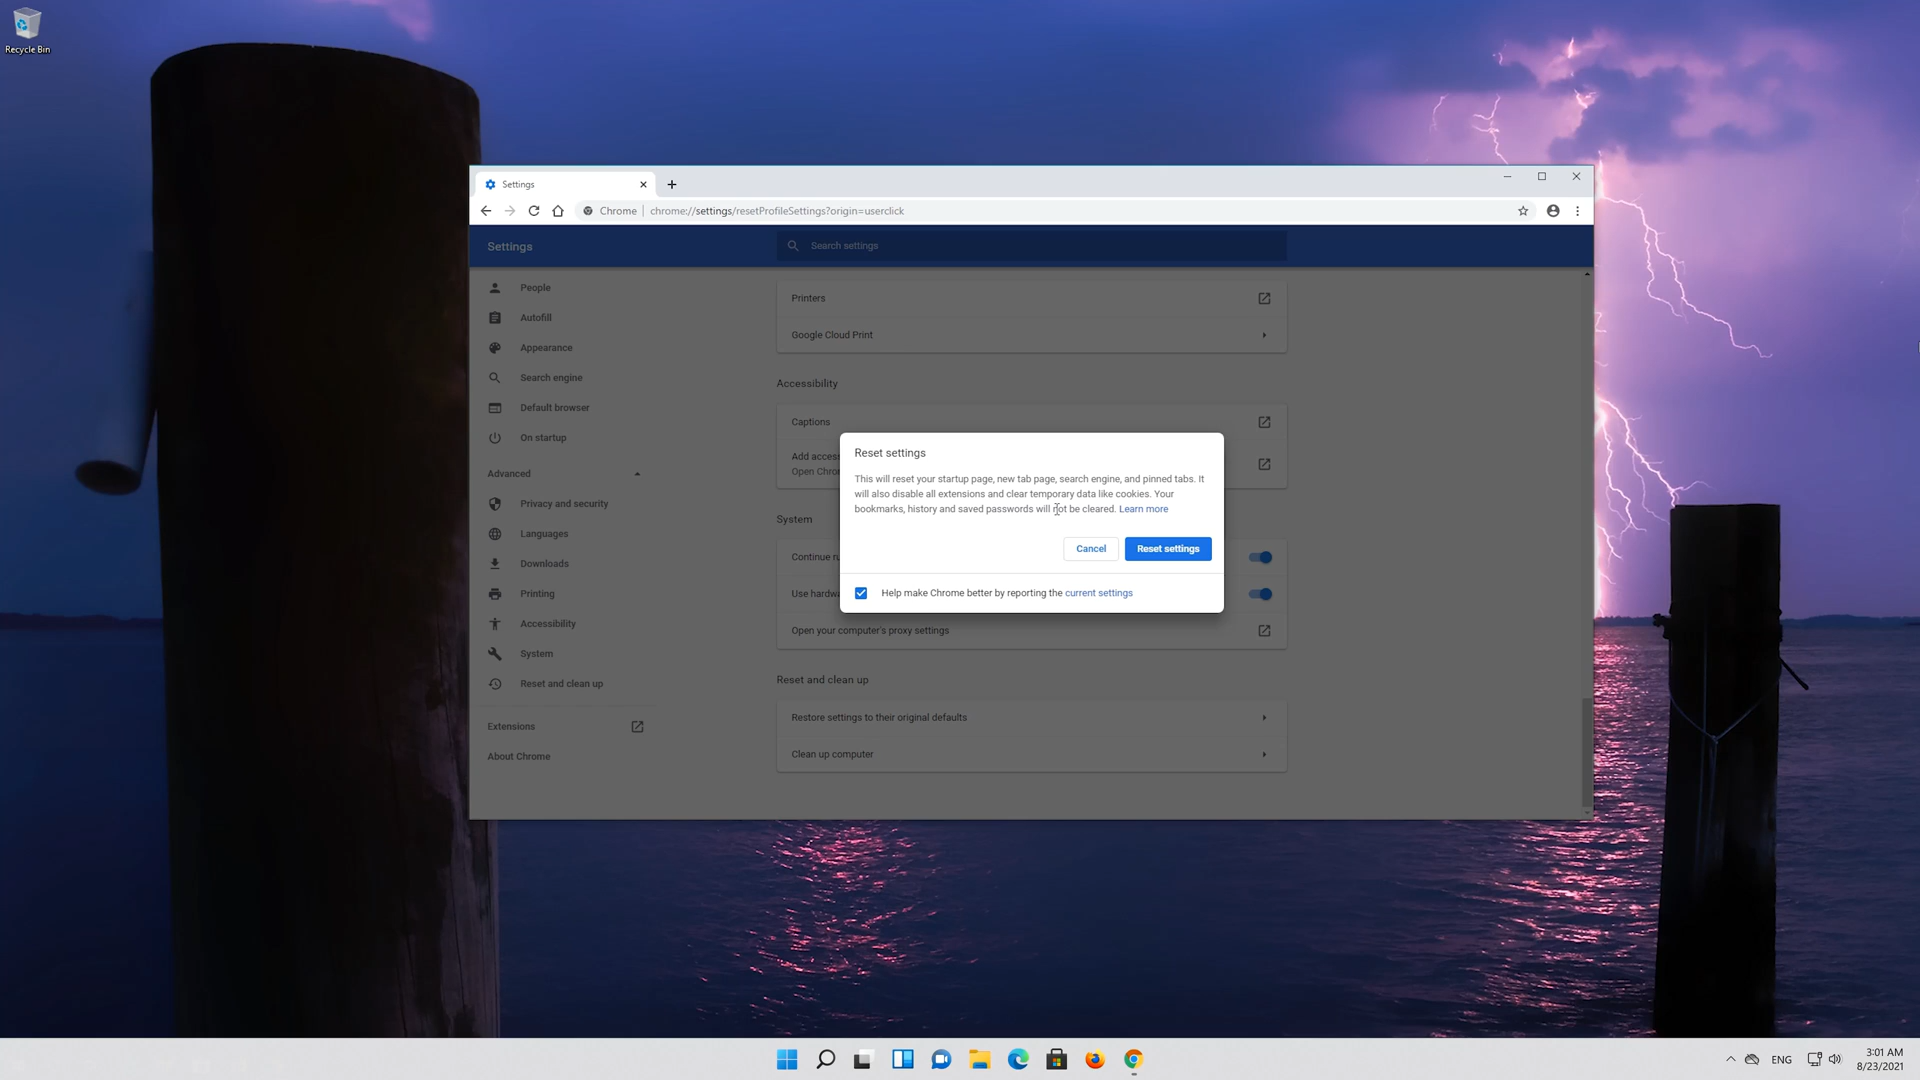 Recycle Bin
Settings
Chrome
chrome://settings/resetProfileSettings?origin=userclick
Settings
Search settings
People
Autofill
Appearance
Search engine
Default browser
On startup
Advanced
Privacy and security
Languages
Downloads
Printing
Accessibility
System
Reset and clean up
Extensions
About Chrome
Printers
Google Cloud Print
Accessibility
Captions
Add acces
Open Chro
System
Continue ru
Use hardwa
Open your computer's proxy settings
Reset and clean up
Restore settings to their original defaults
Clean up computer
Reset settings
This will reset your startup page, new tab page, search engine, and pinned tabs. It
will also disable all extensions and clear temporary data like cookies. Your
bookmarks, history and saved passwords will not be cleared. Learn more
Cancel
Reset settings
Help make Chrome better by reporting the current settings
ENG
3:01 AM
8/23/2021